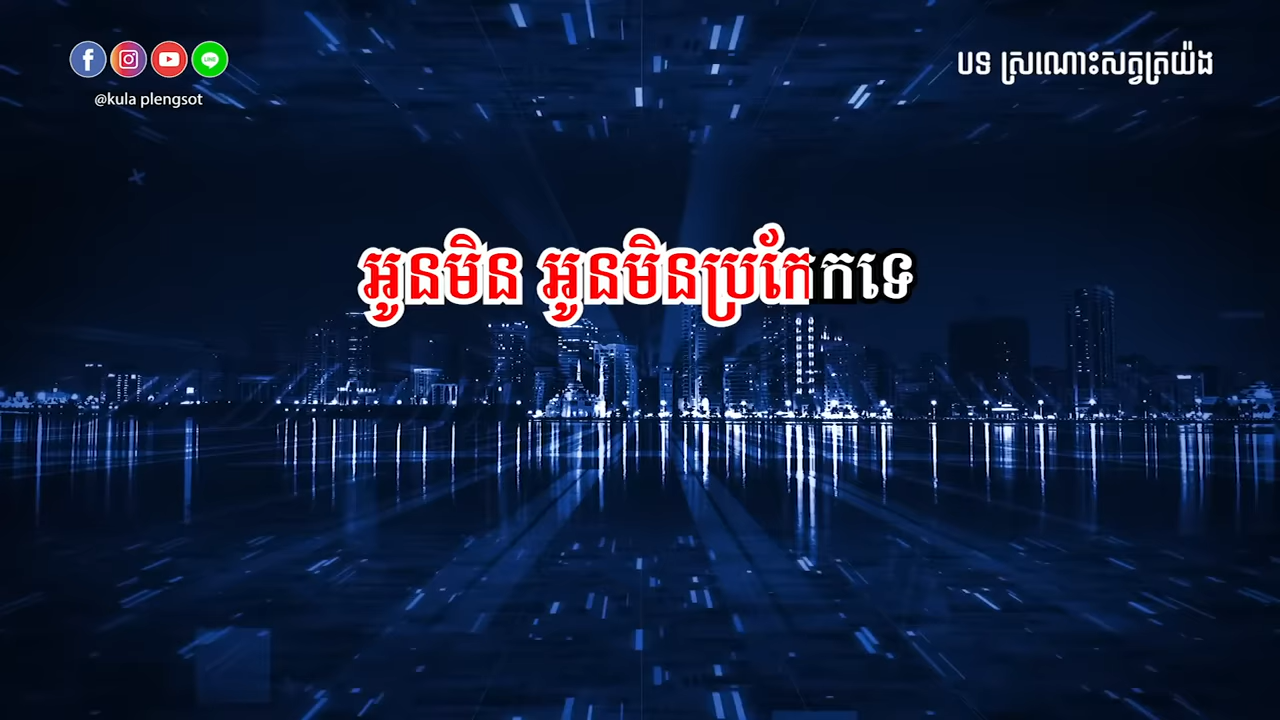 @kula plengsot
បទ ស្រណោះសត្វត្រយ៉ង
អូនមិន អូនមិនប្រកែកទេ